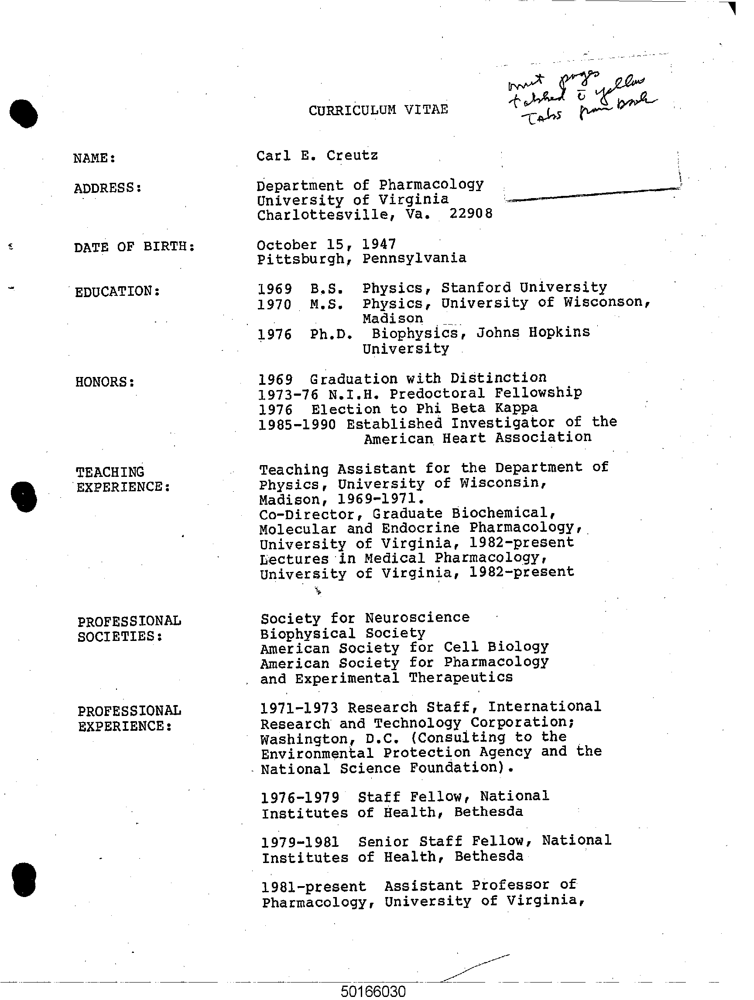 omit pages
tabbed c̄ yellow
Tabs from book
CURRICULUM VITAE
NAME: Carl E. Creutz
ADDRESS: Department of Pharmacology
University of Virginia
Charlottesville, Va. 22908
DATE OF BIRTH: October 15, 1947
Pittsburgh, Pennsylvania
EDUCATION: 1969 B.S. Physics, Stanford University
1970 M.S. Physics, University of Wisconson,
Madison
1976 Ph.D. Biophysics, Johns Hopkins
University
HONORS: 1969 Graduation with Distinction
1973-76 N.I.H. Predoctoral Fellowship
1976 Election to Phi Beta Kappa
1985-1990 Established Investigator of the
American Heart Association
TEACHING Teaching Assistant for the Department of
EXPERIENCE: Physics, University of Wisconsin,
Madison, 1969-1971.
Co-Director, Graduate Biochemical,
Molecular and Endocrine Pharmacology,
University of Virginia, 1982-present
Lectures in Medical Pharmacology,
University of Virginia, 1982-present
PROFESSIONAL Society for Neuroscience
SOCIETIES: Biophysical Society
American Society for Cell Biology
American Society for Pharmacology
and Experimental Therapeutics
PROFESSIONAL 1971-1973 Research Staff, International
EXPERIENCE: Research and Technology Corporation;
Washington, D.C. (Consulting to the
Environmental Protection Agency and the
National Science Foundation).
1976-1979 Staff Fellow, National
Institutes of Health, Bethesda
1979-1981 Senior Staff Fellow, National
Institutes of Health, Bethesda
1981-present Assistant Professor of
Pharmacology, University of Virginia,
50166030